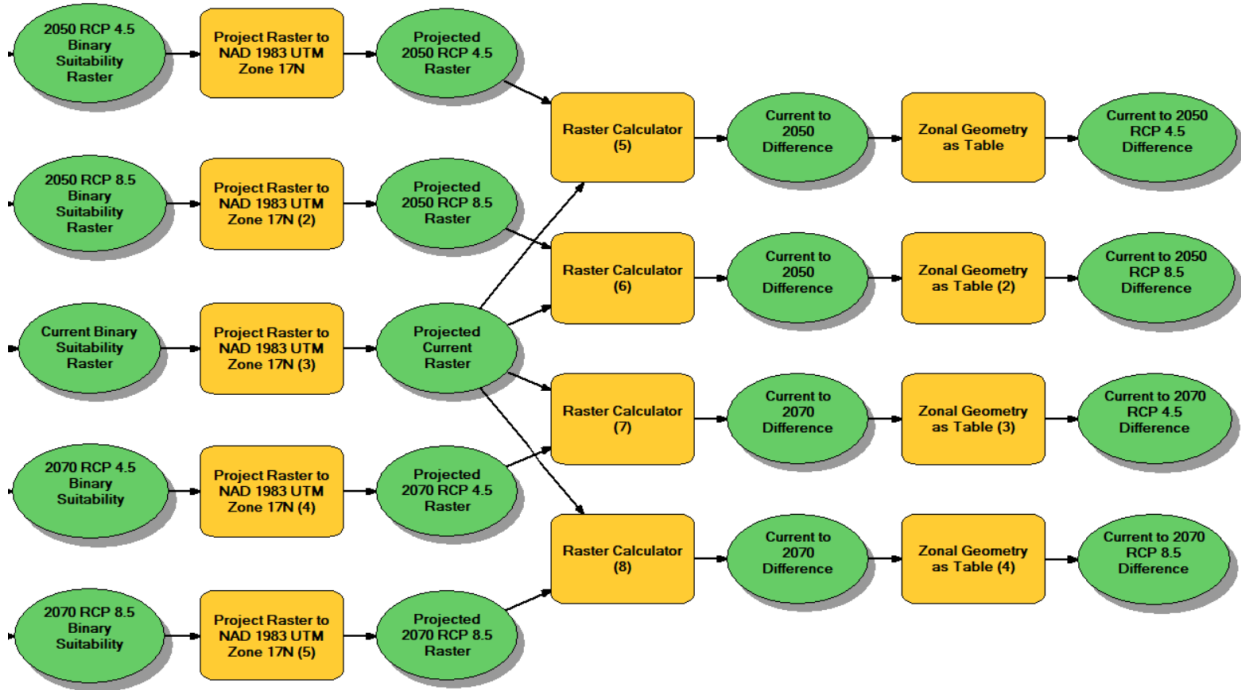 2050 RCP 4.5
Binary
Suitability
Raster
Project Raster to
NAD 1983 UTM
Zone 17N
Projected
2050 RCP 4.5
Raster
2050 RCP 8.5
Binary
Suitability
Raster
Project Raster to
NAD 1983 UTM
Zone 17N (2)
Projected
2050 RCP 8.5
Raster
Current Binary
Suitability
Raster
Project Raster to
NAD 1983 UTM
Zone 17N (3)
Projected
Current
Raster
2070 RCP 4.5
Binary
Suitability
Project Raster to
NAD 1983 UTM
Zone 17N (4)
Projected
2070 RCP 4.5
Raster
2070 RCP 8.5
Binary
Suitability
Project Raster to
NAD 1983 UTM
Zone 17N (5)
Projected
2070 RCP 8.5
Raster
Raster Calculator
(5)
Current to
2050
Difference
Zonal Geometry
as Table
Current to 2050
RCP 4.5
Difference
Raster Calculator
(6)
Current to
2050
Difference
Zonal Geometry
as Table (2)
Current to 2050
RCP 8.5
Difference
Raster Calculator
(7)
Current to
2070
Difference
Zonal Geometry
as Table (3)
Current to 2070
RCP 4.5
Difference
Raster Calculator
(8)
Current to
2070
Difference
Zonal Geometry
as Table (4)
Current to 2070
RCP 8.5
Difference